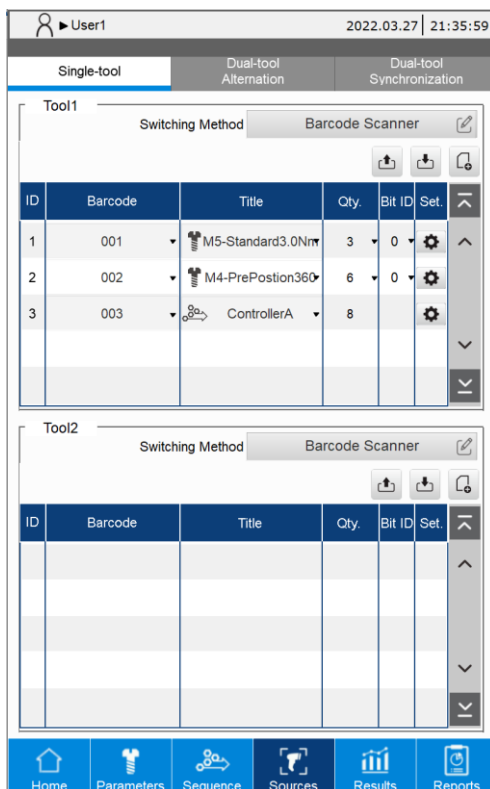 ►User1 2022.03.27 21:35:59
Single-tool Dual-tool Alternation Dual-tool Synchronization
Tool1
Switching Method Barcode Scanner
ID Barcode Title Qty. Bit ID Set.
1 001 M5-Standard3.0Nm 3 0
2 002 M4-PrePostion360 6 0
3 003 ControllerA 8
Tool2
Switching Method Barcode Scanner
ID Barcode Title Qty. Bit ID Set.
Home Parameters Sequence Sources Results Reports